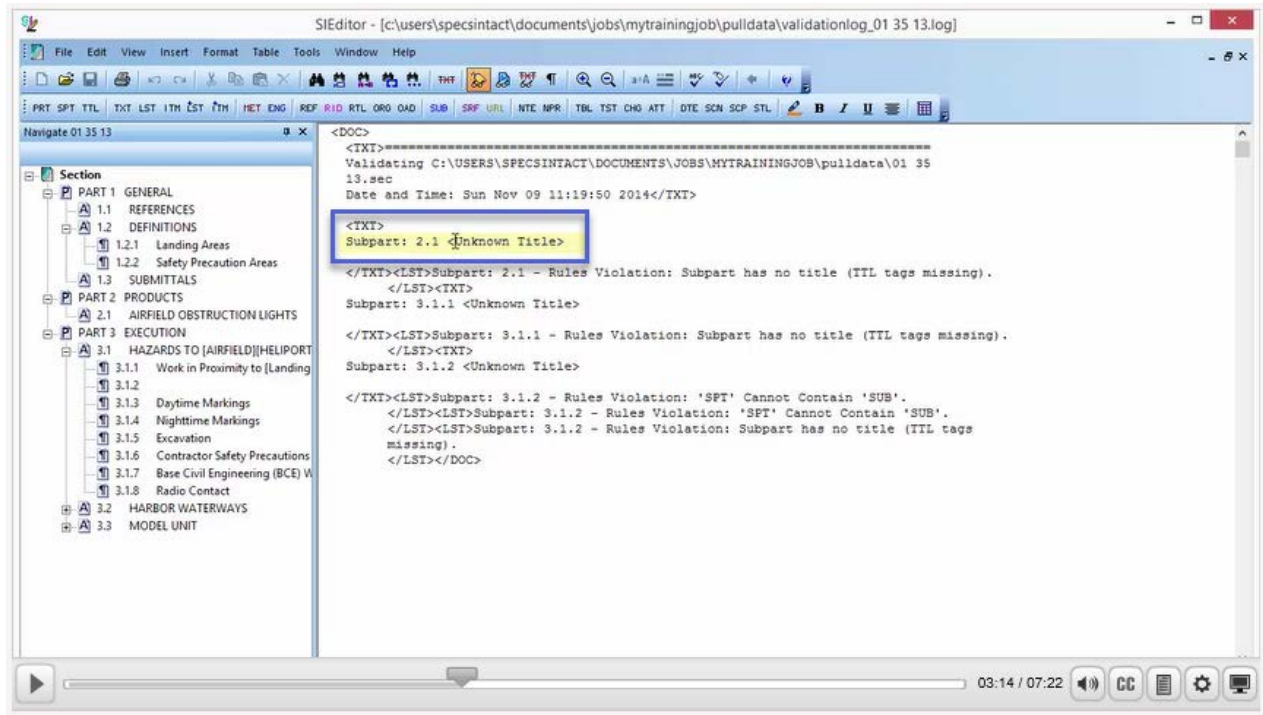 SIEditor - [c:\users\specsintact\documents\jobs\mytrainingjob\pulldata\validationlog_01 35 13.log]
File Edit View Insert Format Table Tools Window Help
PRT SPT TTL TXT LST ITM MET ENG REF RID RTL ORG OAD SUB SRF URL NTE NPR TBL TST CHG ATT DTE SCN SCP STL B I U
Navigate 01 35 13
Section
PART 1 GENERAL
1.1 REFERENCES
1.2 DEFINITIONS
1.2.1 Landing Areas
1.2.2 Safety Precaution Areas
1.3 SUBMITTALS
PART 2 PRODUCTS
2.1 AIRFIELD OBSTRUCTION LIGHTS
PART 3 EXECUTION
3.1 HAZARDS TO [AIRFIELD][HELIPORT
3.1.1 Work in Proximity to [Landing
3.1.2
3.1.3 Daytime Markings
3.1.4 Nighttime Markings
3.1.5 Excavation
3.1.6 Contractor Safety Precautions
3.1.7 Base Civil Engineering (BCE) W
3.1.8 Radio Contact
3.2 HARBOR WATERWAYS
3.3 MODEL UNIT
<DOC>
<TXT>======================================================================
Validating C:\USERS\SPECSINTACT\DOCUMENTS\JOBS\MYTRAININGJOB\pulldata\01 35
13.sec
Date and Time: Sun Nov 09 11:19:50 2014</TXT>
<TXT>
Subpart: 2.1 <Unknown Title>
</TXT><LST>Subpart: 2.1 - Rules Violation: Subpart has no title (TTL tags missing).
</LST><TXT>
Subpart: 3.1.1 <Unknown Title>
</TXT><LST>Subpart: 3.1.1 - Rules Violation: Subpart has no title (TTL tags missing).
</LST><TXT>
Subpart: 3.1.2 <Unknown Title>
</TXT><LST>Subpart: 3.1.2 - Rules Violation: 'SPT' Cannot Contain 'SUB'.
</LST><LST>Subpart: 3.1.2 - Rules Violation: 'SPT' Cannot Contain 'SUB'.
</LST><LST>Subpart: 3.1.2 - Rules Violation: Subpart has no title (TTL tags
missing).
</LST></DOC>
03:14 / 07:22 CC